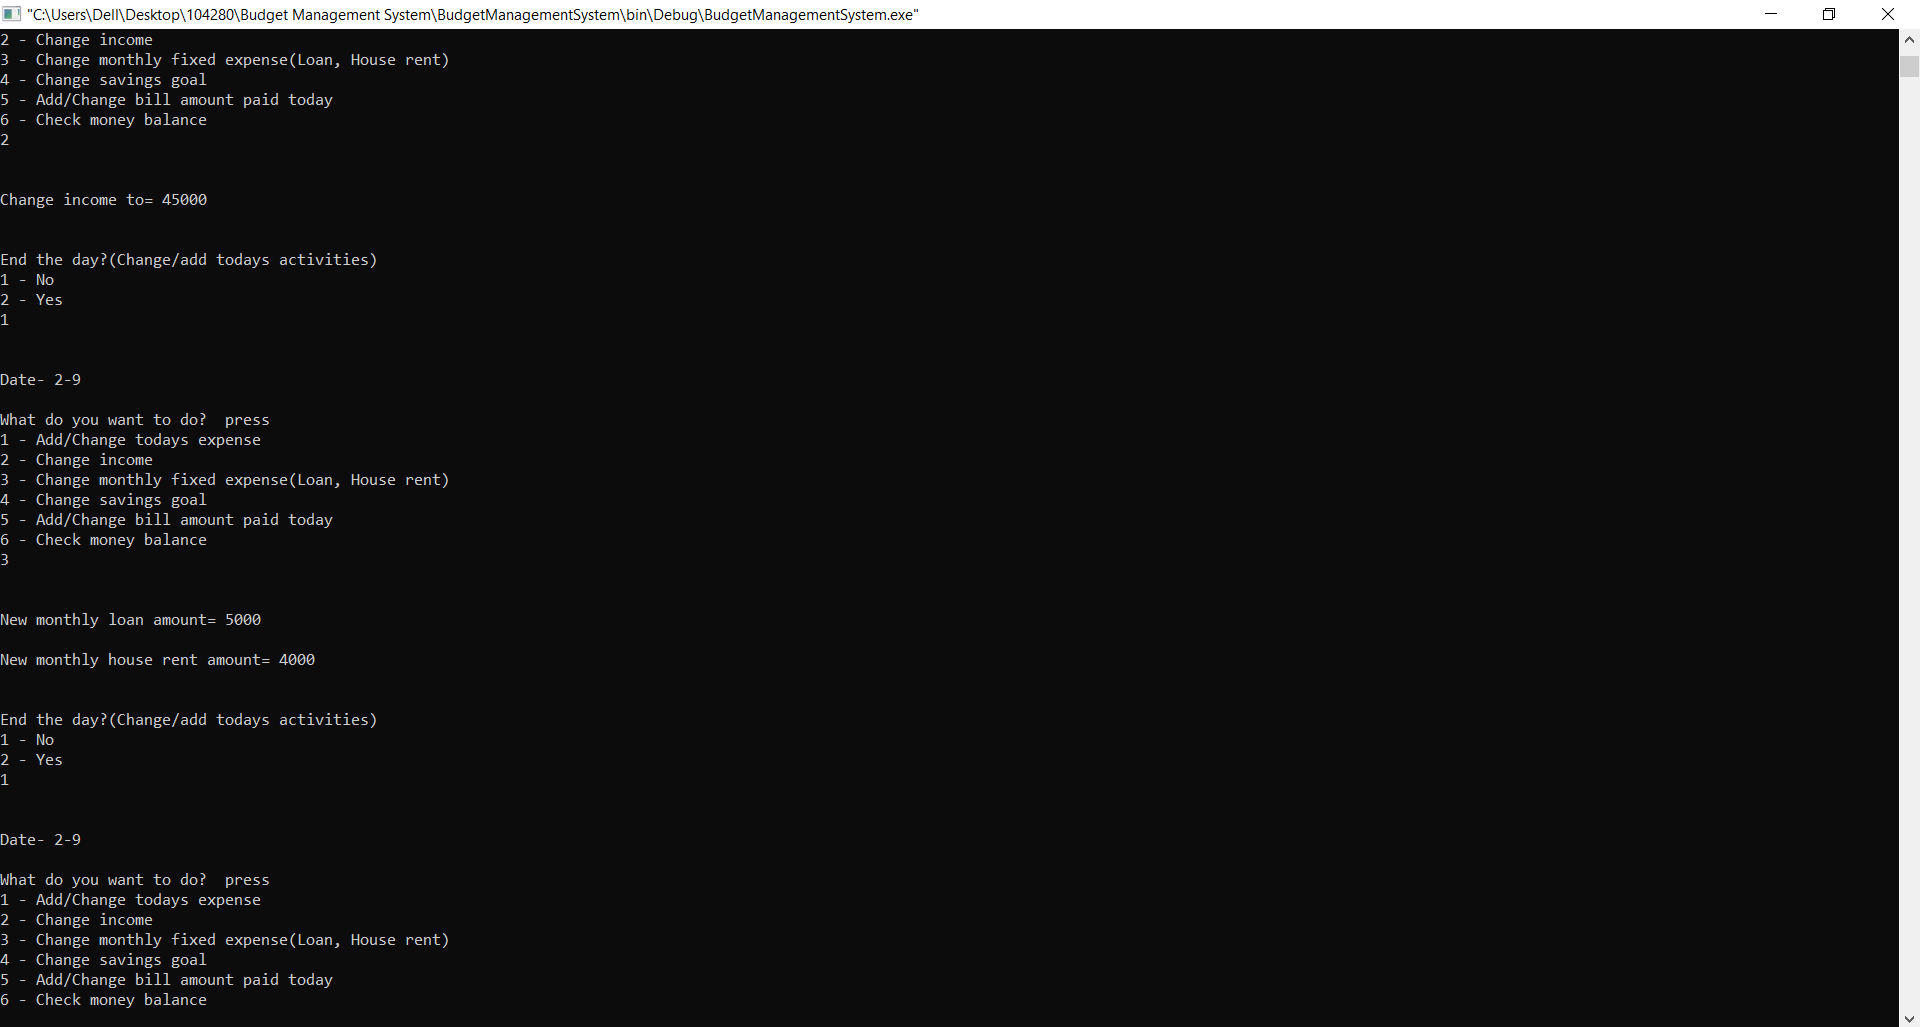 "C:\Users\Dell\Desktop\104280\Budget Management System\BudgetManagementSystem\bin\Debug\BudgetManagementSystem.exe"
2 - Change income
3 - Change monthly fixed expense(Loan, House rent)
4 - Change savings goal
5 - Add/Change bill amount paid today
6 - Check money balance
2
Change income to= 45000
End the day?(Change/add todays activities)
1 - No
2 - Yes
1
Date- 2-9
What do you want to do?  press
1 - Add/Change todays expense
2 - Change income
3 - Change monthly fixed expense(Loan, House rent)
4 - Change savings goal
5 - Add/Change bill amount paid today
6 - Check money balance
3
New monthly loan amount= 5000
New monthly house rent amount= 4000
End the day?(Change/add todays activities)
1 - No
2 - Yes
1
Date- 2-9
What do you want to do?  press
1 - Add/Change todays expense
2 - Change income
3 - Change monthly fixed expense(Loan, House rent)
4 - Change savings goal
5 - Add/Change bill amount paid today
6 - Check money balance